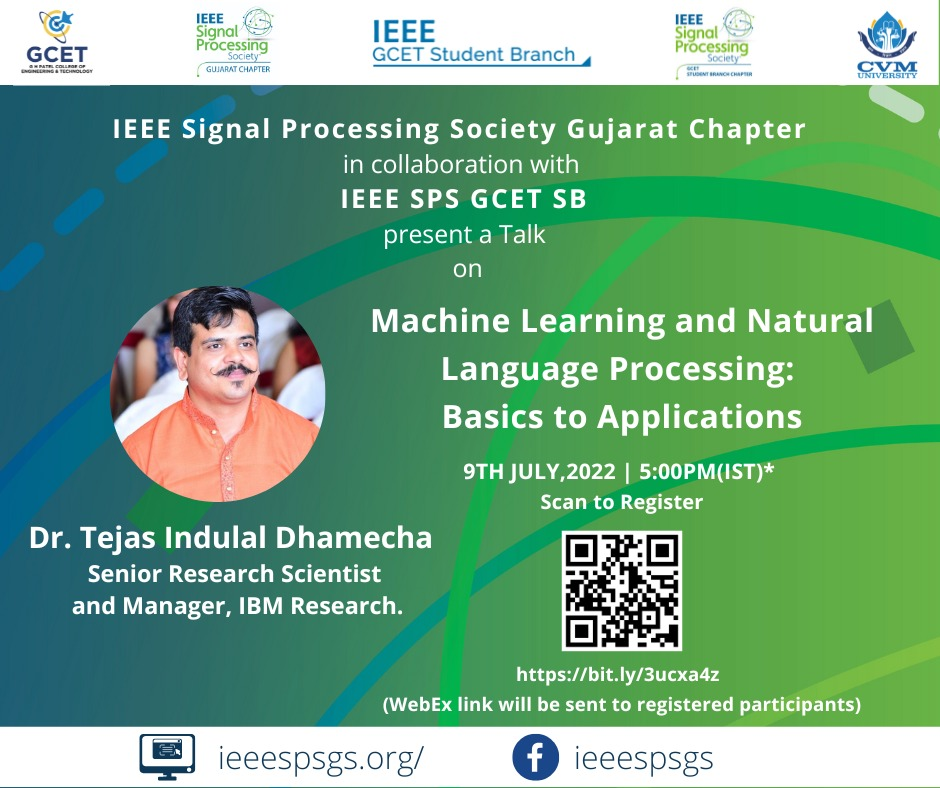 GCET
G H PATEL COLLEGE OF
ENGINEERING & TECHNOLOGY
IEEE
Signal
Processing
Society
GUJARAT CHAPTER
IEEE
GCET Student Branch
IEEE
Signal
Processing
Society
GCET
STUDENT BRANCH CHAPTER
CVM
UNIVERSITY
IEEE Signal Processing Society Gujarat Chapter
in collaboration with
IEEE SPS GCET SB
present a Talk
on
Machine Learning and Natural
Language Processing:
Basics to Applications
9TH JULY,2022 | 5:00PM(IST)*
Scan to Register
Dr. Tejas Indulal Dhamecha
Senior Research Scientist
and Manager, IBM Research.
https://bit.ly/3ucxa4z
(WebEx link will be sent to registered participants)
ieeespsgs.org/
ieeespsgs